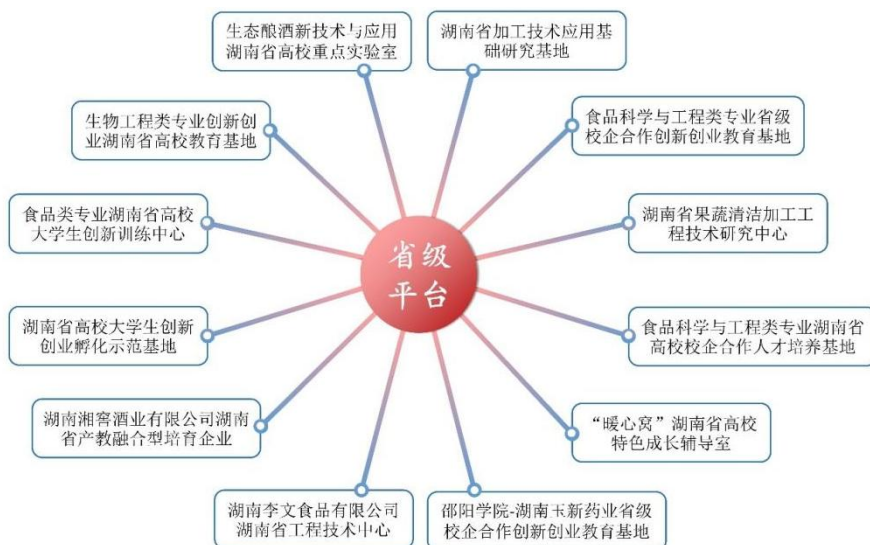 生态酿酒新技术与应用
湖南省高校重点实验室
湖南省加工技术应用基
础研究基地
生物工程类专业创新创
业湖南省高校教育基地
食品科学与工程类专业省级
校企合作创新创业教育基地
食品类专业湖南省高校
大学生创新训练中心
湖南省果蔬清洁加工工
程技术研究中心
省级
平台
湖南省高校大学生创新
创业孵化示范基地
食品科学与工程类专业湖南省
高校校企合作人才培养基地
湖南湘窖酒业有限公司湖南
省产教融合型培育企业
“暖心窝”湖南省高校
特色成长辅导室
湖南李文食品有限公司
湖南省工程技术中心
邵阳学院-湖南玉新药业省级
校企合作创新创业教育基地